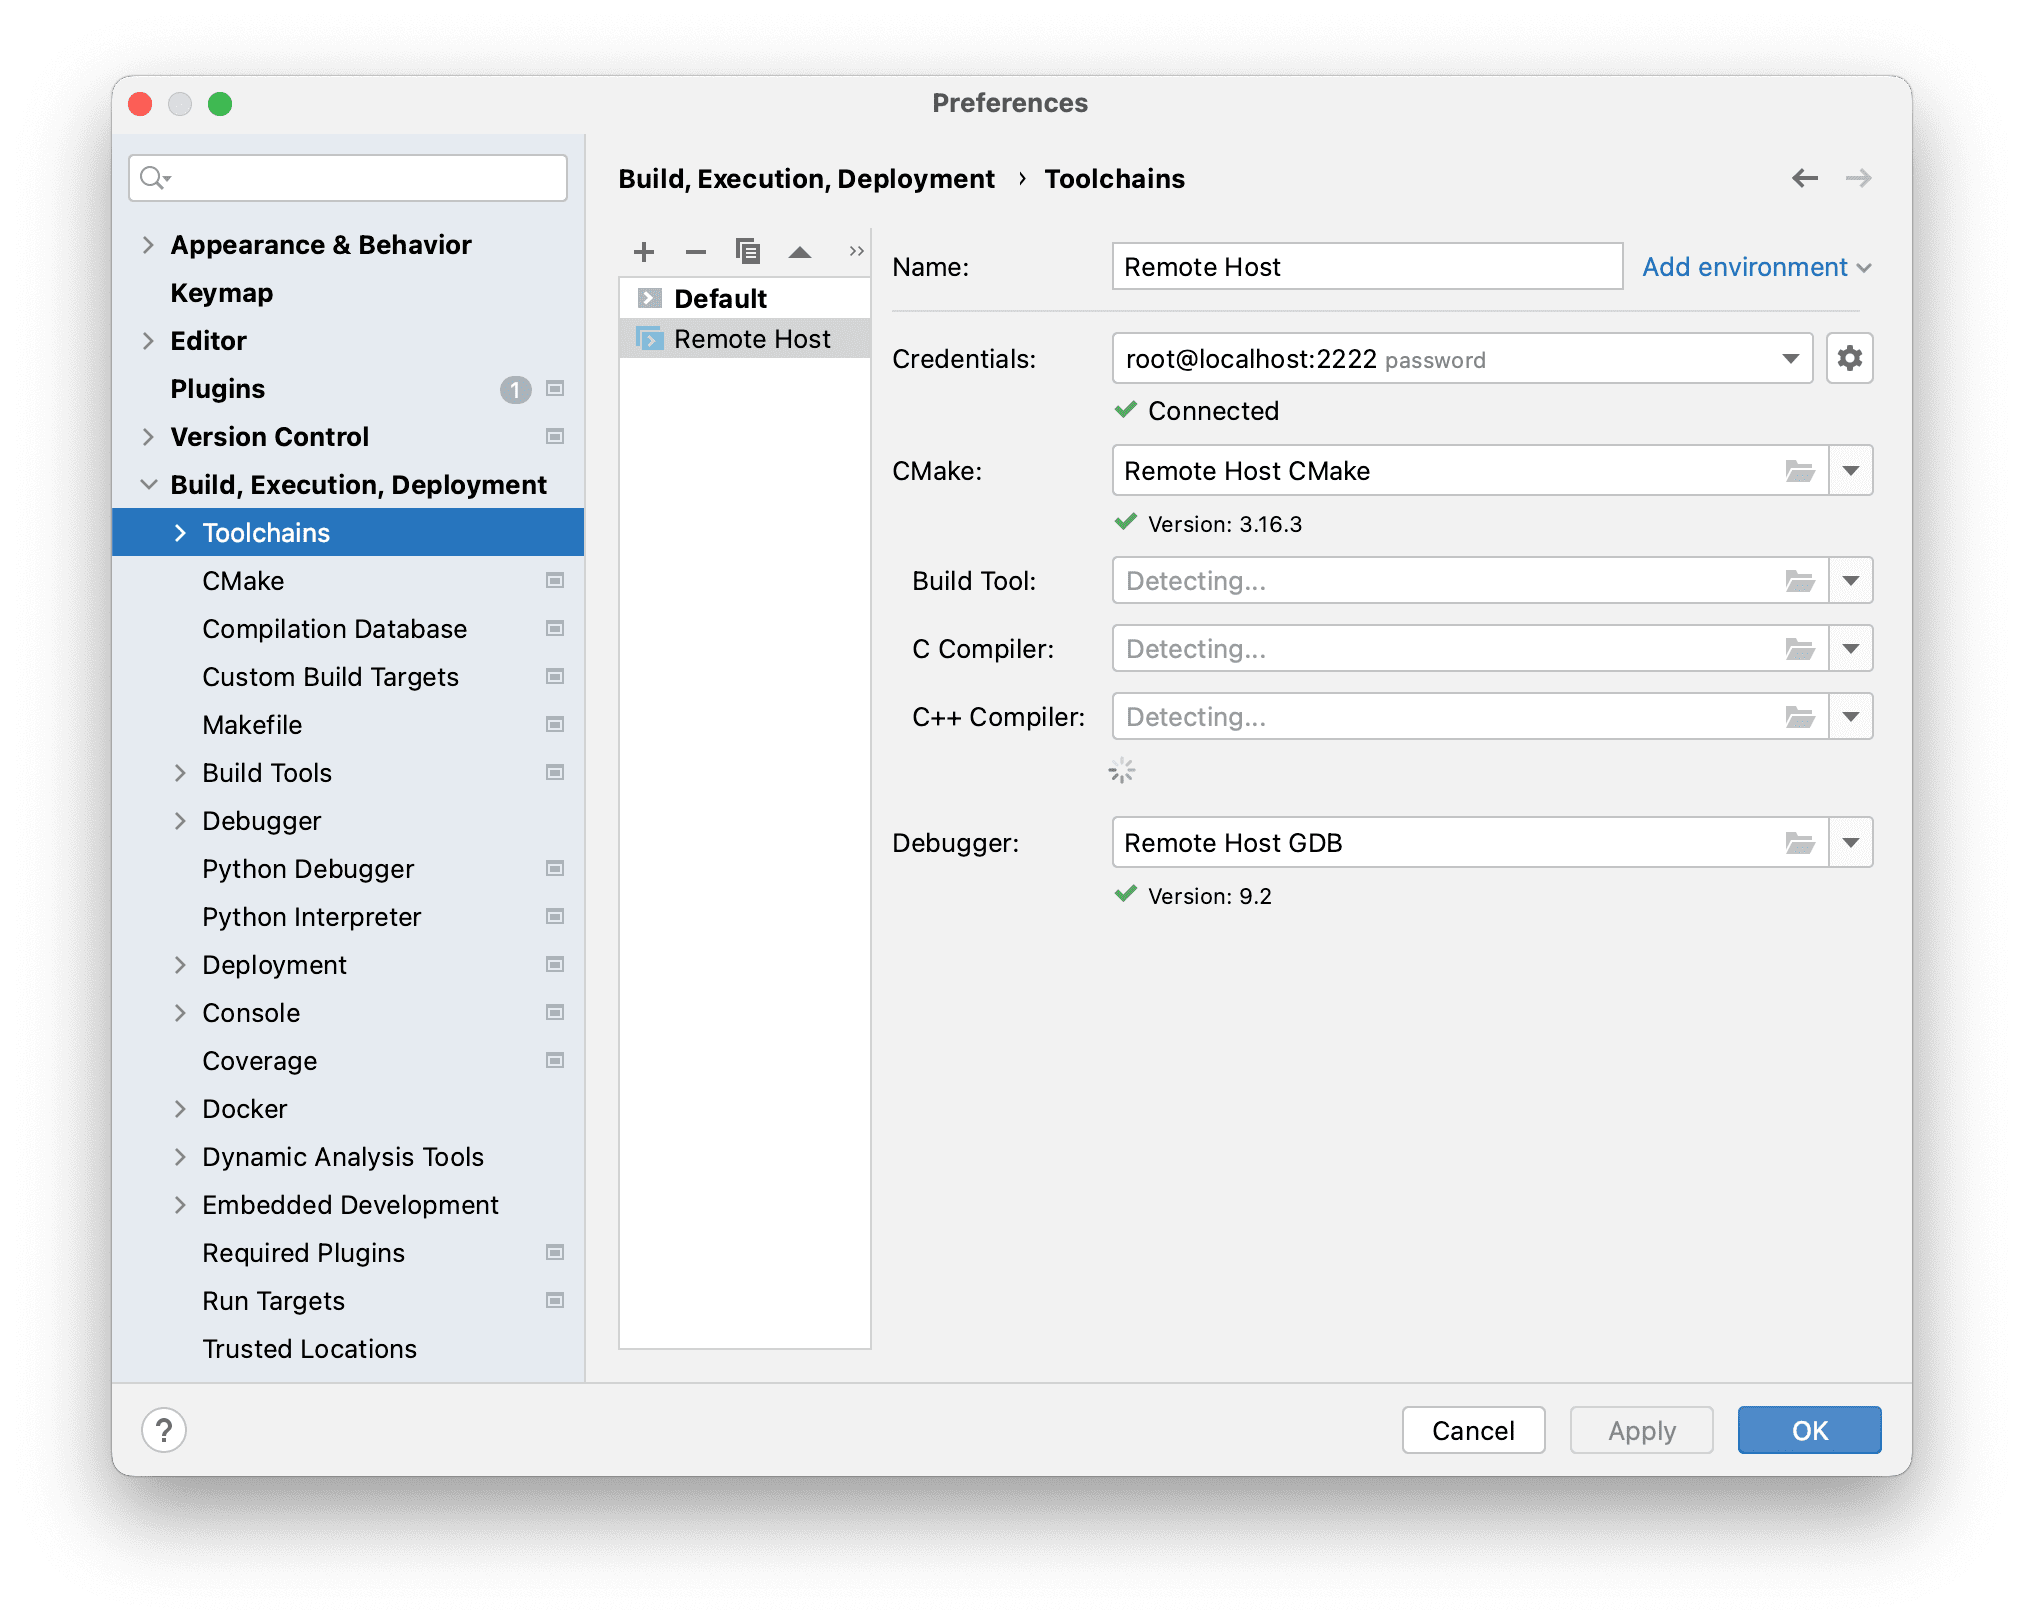 Preferences
Appearance & Behavior
Keymap
Editor
Plugins 1
Version Control
Build, Execution, Deployment
Toolchains
CMake
Compilation Database
Custom Build Targets
Makefile
Build Tools
Debugger
Python Debugger
Python Interpreter
Deployment
Console
Coverage
Docker
Dynamic Analysis Tools
Embedded Development
Required Plugins
Run Targets
Trusted Locations
Build, Execution, Deployment › Toolchains
Default
Remote Host
Name: Remote Host Add environment
Credentials: root@localhost:2222 password
Connected
CMake: Remote Host CMake
Version: 3.16.3
Build Tool: Detecting...
C Compiler: Detecting...
C++ Compiler: Detecting...
Debugger: Remote Host GDB
Version: 9.2
? Cancel Apply OK